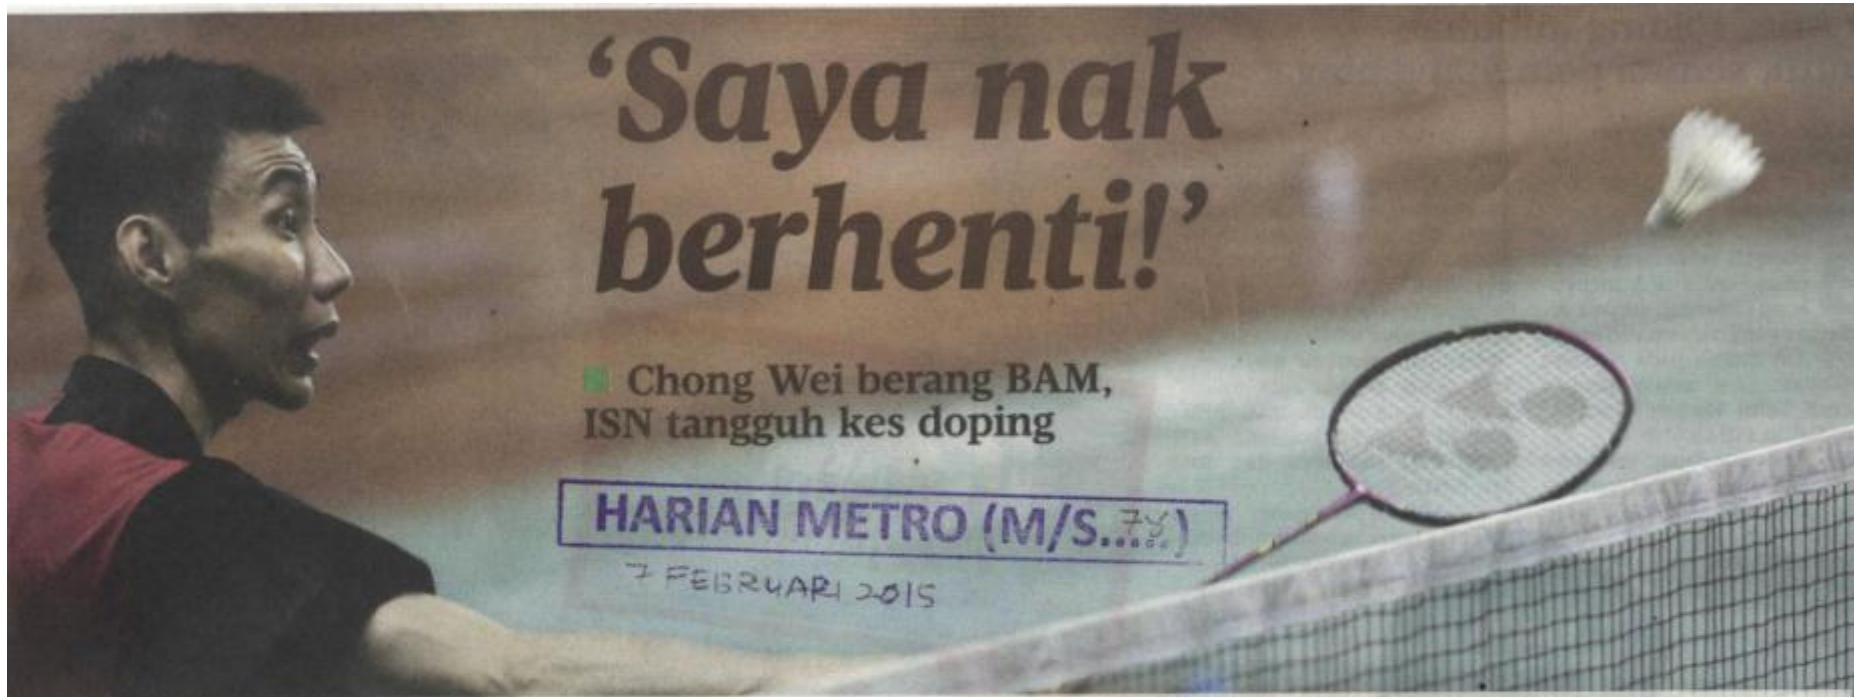 ‘Saya nak
berhenti!’
Chong Wei berang BAM,
ISN tangguh kes doping
HARIAN METRO (M/S......)
7 FEBRUARI 2015